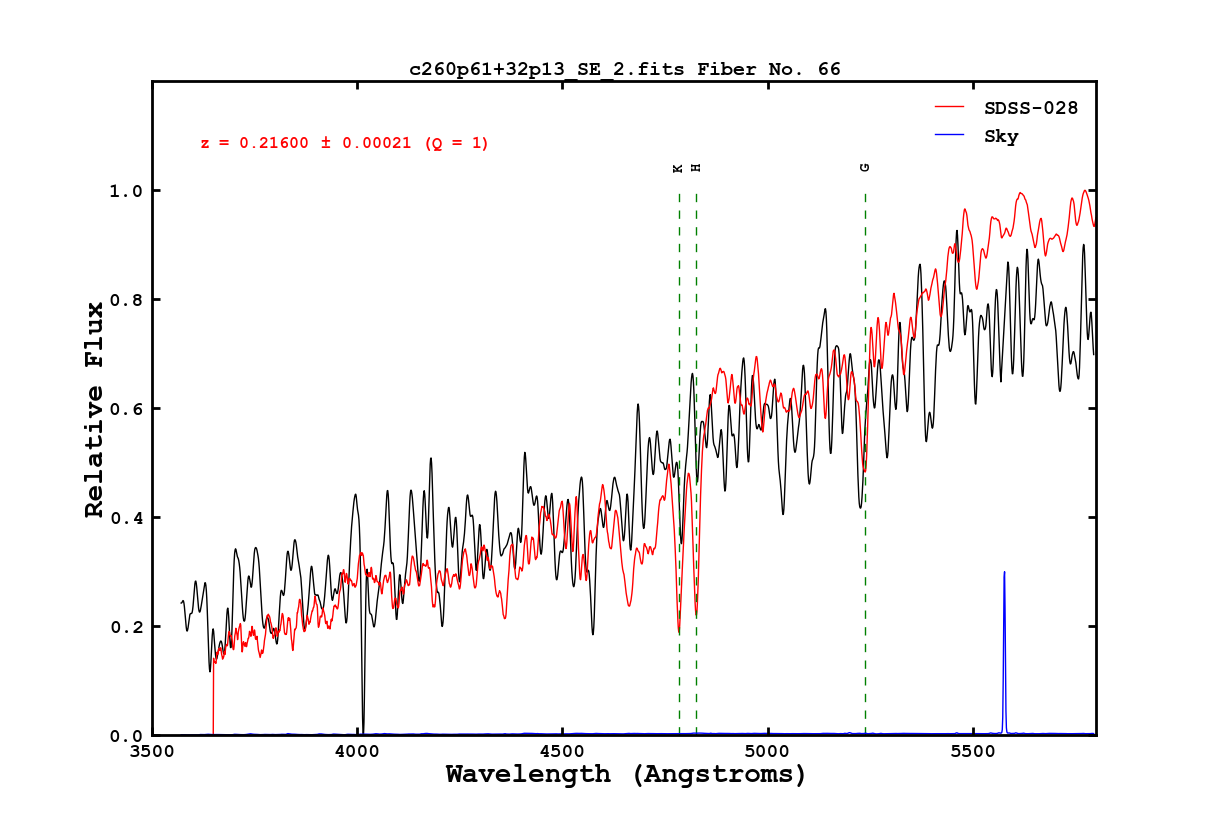 c260p61+32p13_SE_2.fits Fiber No. 66
SDSS-028
Sky
z = 0.21600 ± 0.00021 (Q = 1)
K
H
G
Relative Flux
1.0
0.8
0.6
0.4
0.2
0.0
3500
4000
4500
5000
5500
Wavelength (Angstroms)